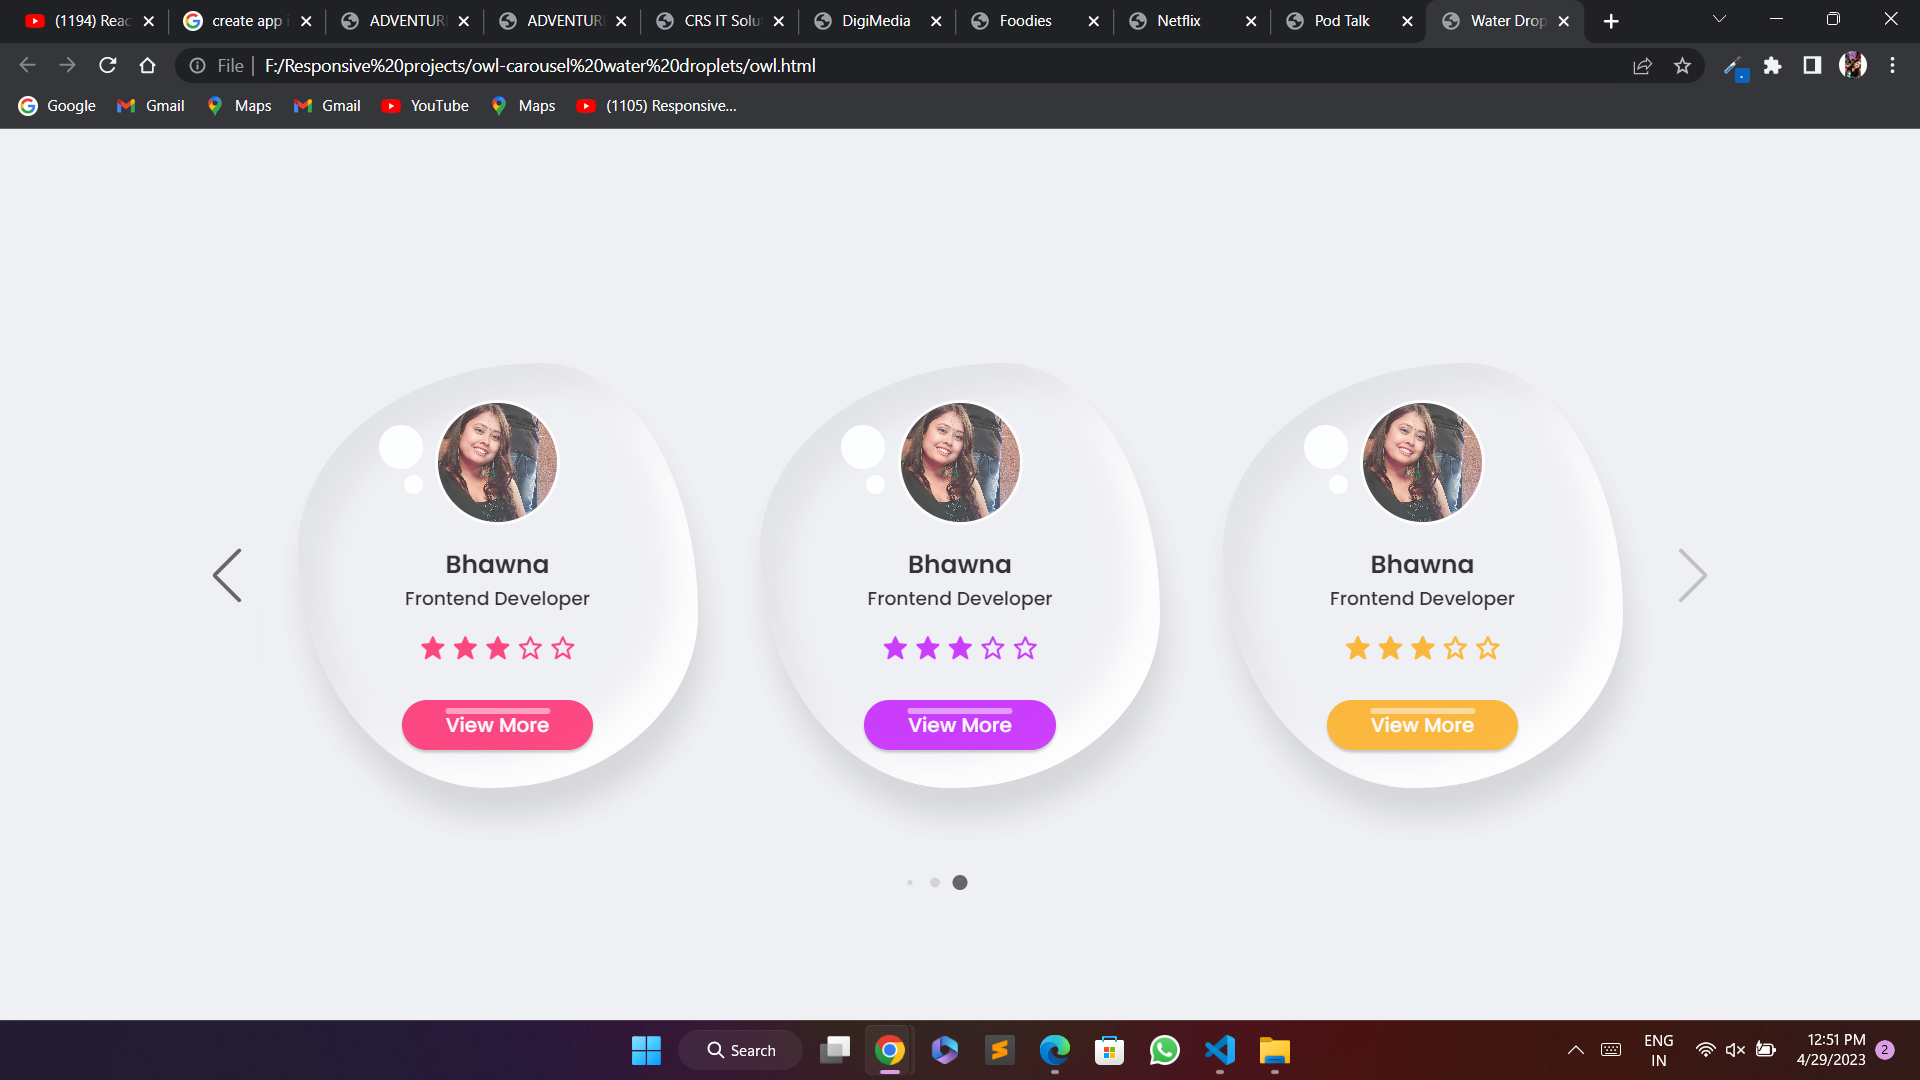 (1194) Reac
create app i
ADVENTUR
ADVENTUR
CRS IT Solut
DigiMedia
Foodies
Netflix
Pod Talk
Water Drop
File
F:/Responsive%20projects/owl-carousel%20water%20droplets/owl.html
Google
Gmail
Maps
Gmail
YouTube
Maps
(1105) Responsive...
Bhawna
Frontend Developer
View More
Bhawna
Frontend Developer
View More
Bhawna
Frontend Developer
View More
Search
ENG
IN
12:51 PM
4/29/2023
2